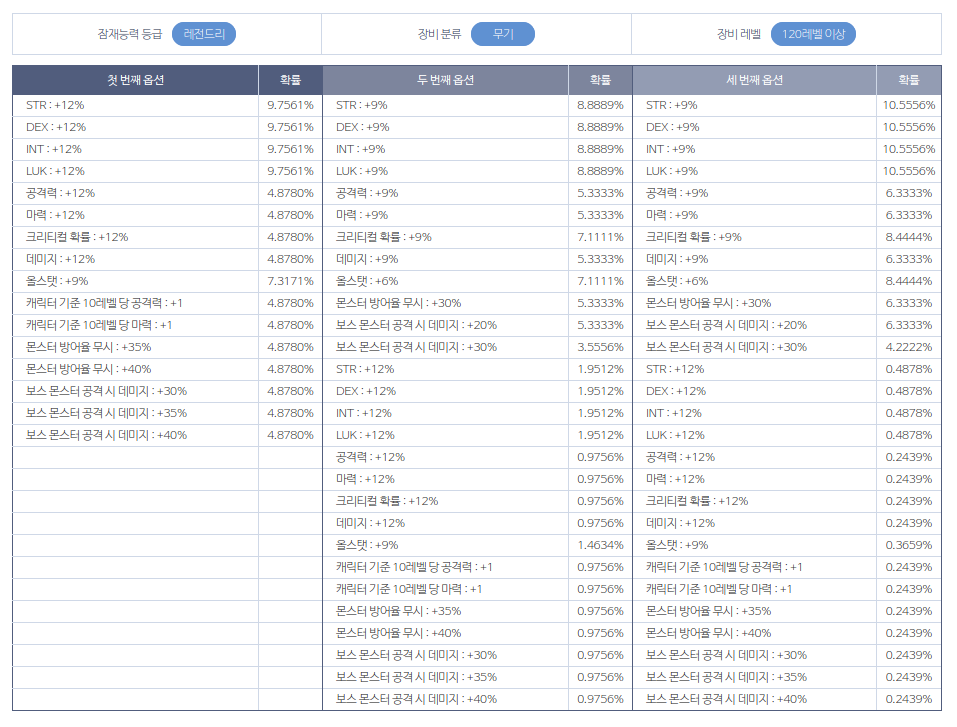 잠재능력 등급 레전드리 장비 분류 무기 장비 레벨 120레벨 이상
첫 번째 옵션 확률 두 번째 옵션 확률 세 번째 옵션 확률
STR : +12% 9.7561% STR : +9% 8.8889% STR : +9% 10.5556%
DEX : +12% 9.7561% DEX : +9% 8.8889% DEX : +9% 10.5556%
INT : +12% 9.7561% INT : +9% 8.8889% INT : +9% 10.5556%
LUK : +12% 9.7561% LUK : +9% 8.8889% LUK : +9% 10.5556%
공격력 : +12% 4.8780% 공격력 : +9% 5.3333% 공격력 : +9% 6.3333%
마력 : +12% 4.8780% 마력 : +9% 5.3333% 마력 : +9% 6.3333%
크리티컬 확률 : +12% 4.8780% 크리티컬 확률 : +9% 7.1111% 크리티컬 확률 : +9% 8.4444%
데미지 : +12% 4.8780% 데미지 : +9% 5.3333% 데미지 : +9% 6.3333%
올스탯 : +9% 7.3171% 올스탯 : +6% 7.1111% 올스탯 : +6% 8.4444%
캐릭터 기준 10레벨 당 공격력 : +1 4.8780% 몬스터 방어율 무시 : +30% 5.3333% 몬스터 방어율 무시 : +30% 6.3333%
캐릭터 기준 10레벨 당 마력 : +1 4.8780% 보스 몬스터 공격 시 데미지 : +20% 5.3333% 보스 몬스터 공격 시 데미지 : +20% 6.3333%
몬스터 방어율 무시 : +35% 4.8780% 보스 몬스터 공격 시 데미지 : +30% 3.5556% 보스 몬스터 공격 시 데미지 : +30% 4.2222%
몬스터 방어율 무시 : +40% 4.8780% STR : +12% 1.9512% STR : +12% 0.4878%
보스 몬스터 공격 시 데미지 : +30% 4.8780% DEX : +12% 1.9512% DEX : +12% 0.4878%
보스 몬스터 공격 시 데미지 : +35% 4.8780% INT : +12% 1.9512% INT : +12% 0.4878%
보스 몬스터 공격 시 데미지 : +40% 4.8780% LUK : +12% 1.9512% LUK : +12% 0.4878%
공격력 : +12% 0.9756% 공격력 : +12% 0.2439%
마력 : +12% 0.9756% 마력 : +12% 0.2439%
크리티컬 확률 : +12% 0.9756% 크리티컬 확률 : +12% 0.2439%
데미지 : +12% 0.9756% 데미지 : +12% 0.2439%
올스탯 : +9% 1.4634% 올스탯 : +9% 0.3659%
캐릭터 기준 10레벨 당 공격력 : +1 0.9756% 캐릭터 기준 10레벨 당 공격력 : +1 0.2439%
캐릭터 기준 10레벨 당 마력 : +1 0.9756% 캐릭터 기준 10레벨 당 마력 : +1 0.2439%
몬스터 방어율 무시 : +35% 0.9756% 몬스터 방어율 무시 : +35% 0.2439%
몬스터 방어율 무시 : +40% 0.9756% 몬스터 방어율 무시 : +40% 0.2439%
보스 몬스터 공격 시 데미지 : +30% 0.9756% 보스 몬스터 공격 시 데미지 : +30% 0.2439%
보스 몬스터 공격 시 데미지 : +35% 0.9756% 보스 몬스터 공격 시 데미지 : +35% 0.2439%
보스 몬스터 공격 시 데미지 : +40% 0.9756% 보스 몬스터 공격 시 데미지 : +40% 0.2439%